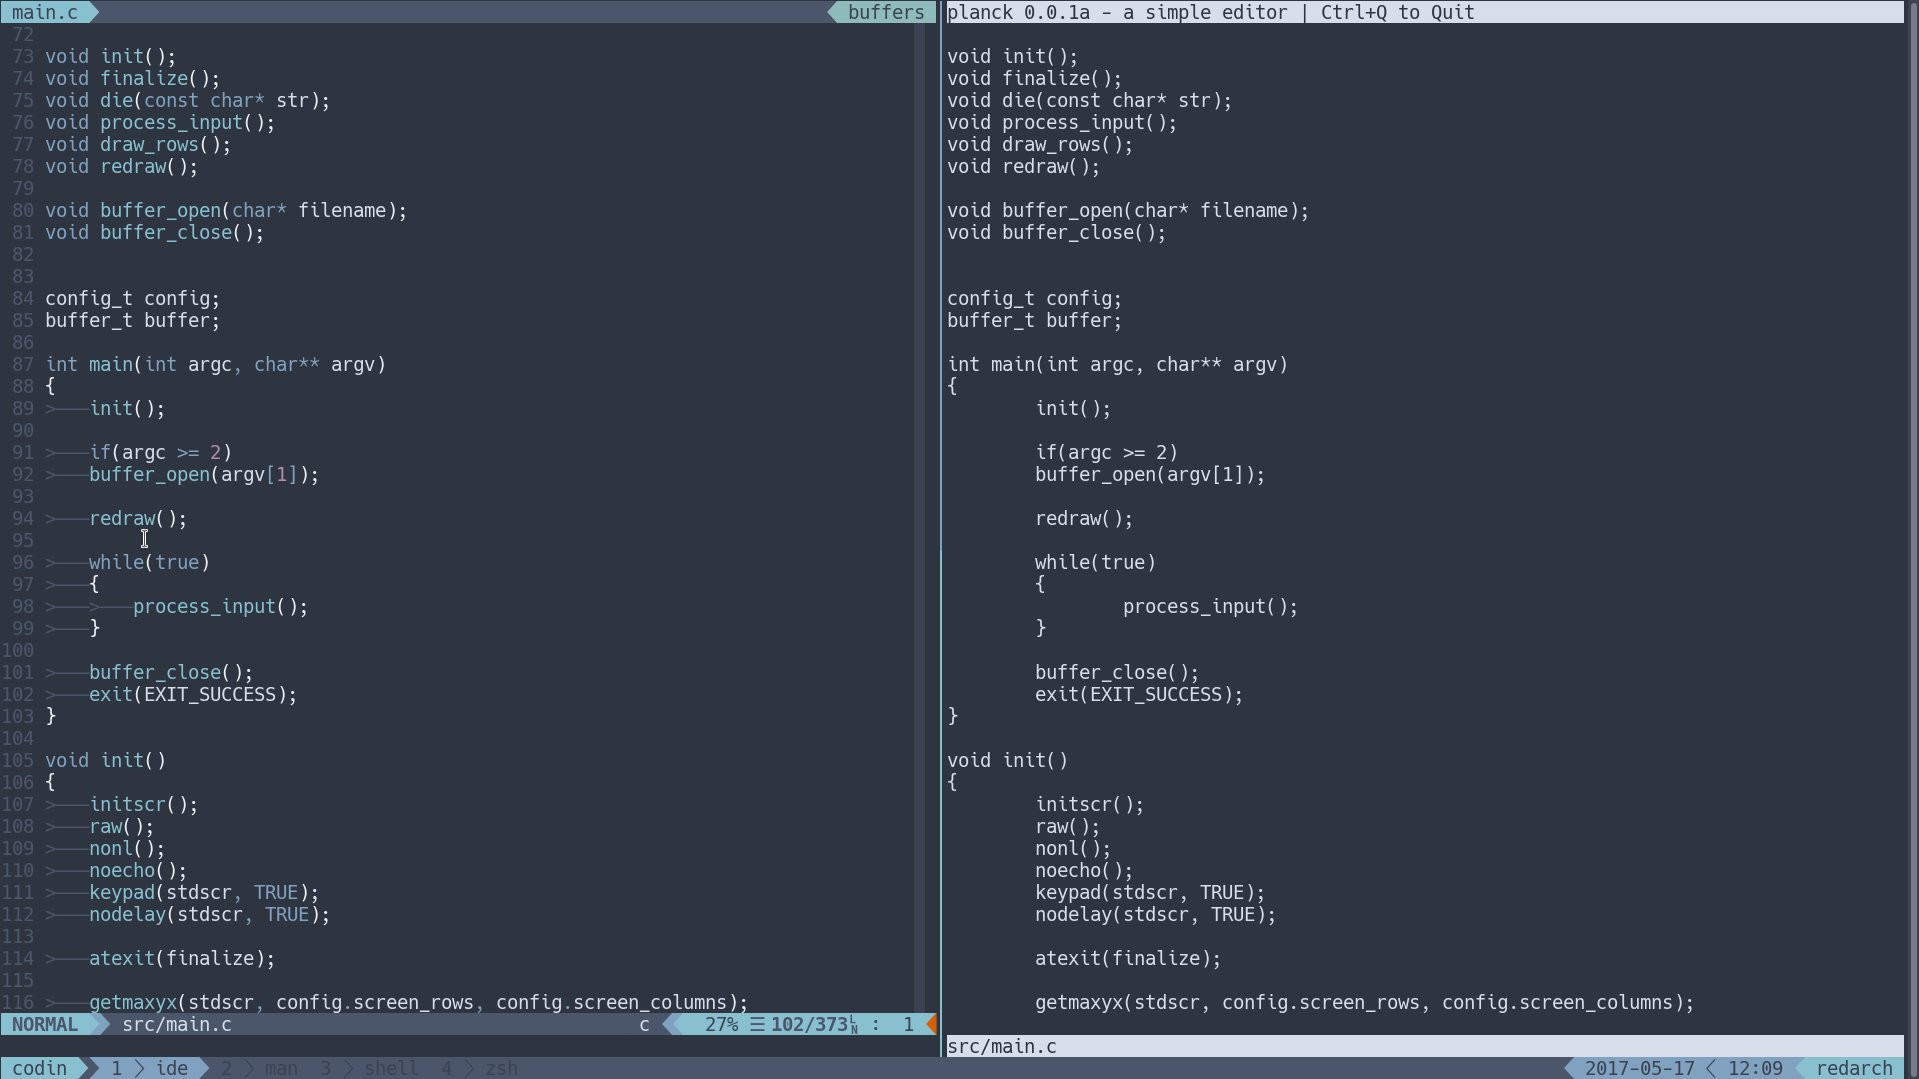 main.c buffers
72
73 void init();
74 void finalize();
75 void die(const char* str);
76 void process_input();
77 void draw_rows();
78 void redraw();
79
80 void buffer_open(char* filename);
81 void buffer_close();
82
83
84 config_t config;
85 buffer_t buffer;
86
87 int main(int argc, char** argv)
88 {
89 >───init();
90
91 >───if(argc >= 2)
92 >───buffer_open(argv[1]);
93
94 >───redraw();
95
96 >───while(true)
97 >───{
98 >───>───process_input();
99 >───}
100
101 >───buffer_close();
102 >───exit(EXIT_SUCCESS);
103 }
104
105 void init()
106 {
107 >───initscr();
108 >───raw();
109 >───nonl();
110 >───noecho();
111 >───keypad(stdscr, TRUE);
112 >───nodelay(stdscr, TRUE);
113
114 >───atexit(finalize);
115
116 >───getmaxyx(stdscr, config.screen_rows, config.screen_columns);
NORMAL src/main.c c 27% ☰ 102/373 LN : 1
planck 0.0.1a - a simple editor | Ctrl+Q to Quit
void init();
void finalize();
void die(const char* str);
void process_input();
void draw_rows();
void redraw();
void buffer_open(char* filename);
void buffer_close();
config_t config;
buffer_t buffer;
int main(int argc, char** argv)
{
init();
if(argc >= 2)
buffer_open(argv[1]);
redraw();
while(true)
{
process_input();
}
buffer_close();
exit(EXIT_SUCCESS);
}
void init()
{
initscr();
raw();
nonl();
noecho();
keypad(stdscr, TRUE);
nodelay(stdscr, TRUE);
atexit(finalize);
getmaxyx(stdscr, config.screen_rows, config.screen_columns);
src/main.c
codin 1 > ide 2 > man 3 > shell 4 > zsh 2017-05-17 < 12:09 redarch